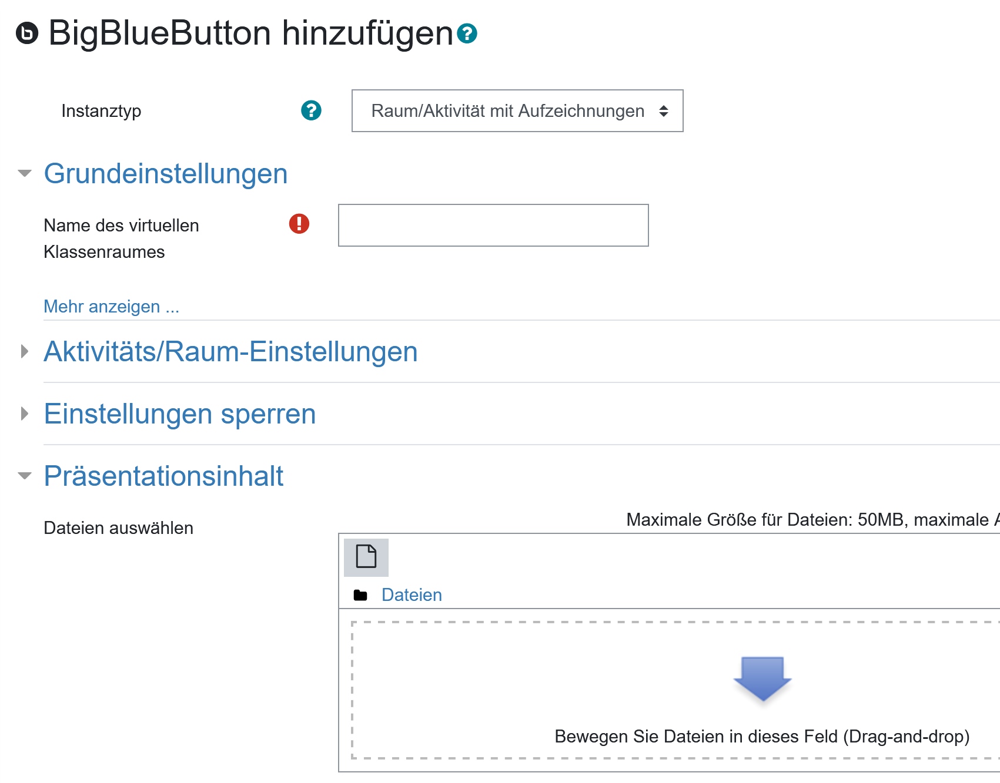 BigBlueButton hinzufügen
Instanztyp
Raum/Aktivität mit Aufzeichnungen
Grundeinstellungen
Name des virtuellen
Klassenraumes
Mehr anzeigen ...
Aktivitäts/Raum-Einstellungen
Einstellungen sperren
Präsentationsinhalt
Dateien auswählen
Maximale Größe für Dateien: 50MB, maximale
Dateien
Bewegen Sie Dateien in dieses Feld (Drag-and-drop)